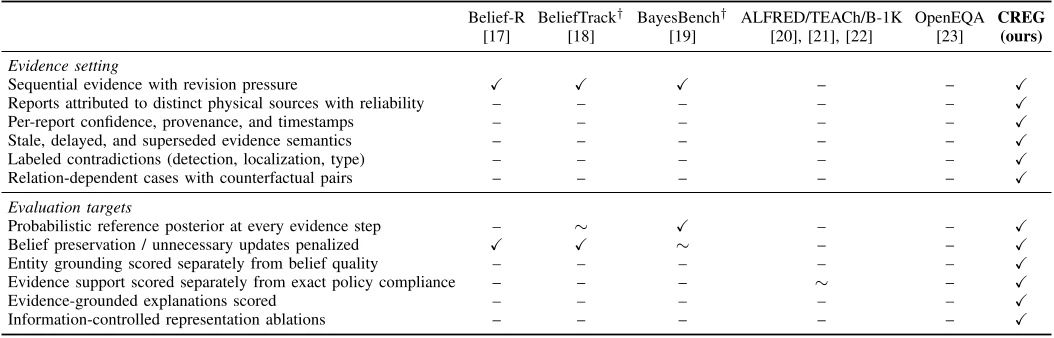 Belief-R BeliefTrack† BayesBench† ALFRED/TEACh/B-1K OpenEQA CREG
[17] [18] [19] [20], [21], [22] [23] (ours)
Evidence setting
Sequential evidence with revision pressure ✓ ✓ ✓ – – ✓
Reports attributed to distinct physical sources with reliability – – – – – ✓
Per-report confidence, provenance, and timestamps – – – – – ✓
Stale, delayed, and superseded evidence semantics – – – – – ✓
Labeled contradictions (detection, localization, type) – – – – – ✓
Relation-dependent cases with counterfactual pairs – – – – – ✓
Evaluation targets
Probabilistic reference posterior at every evidence step – ∼ ✓ – – ✓
Belief preservation / unnecessary updates penalized ✓ ✓ ∼ – – ✓
Entity grounding scored separately from belief quality – – – – – ✓
Evidence support scored separately from exact policy compliance – – – ∼ – ✓
Evidence-grounded explanations scored – – – – – ✓
Information-controlled representation ablations – – – – – ✓